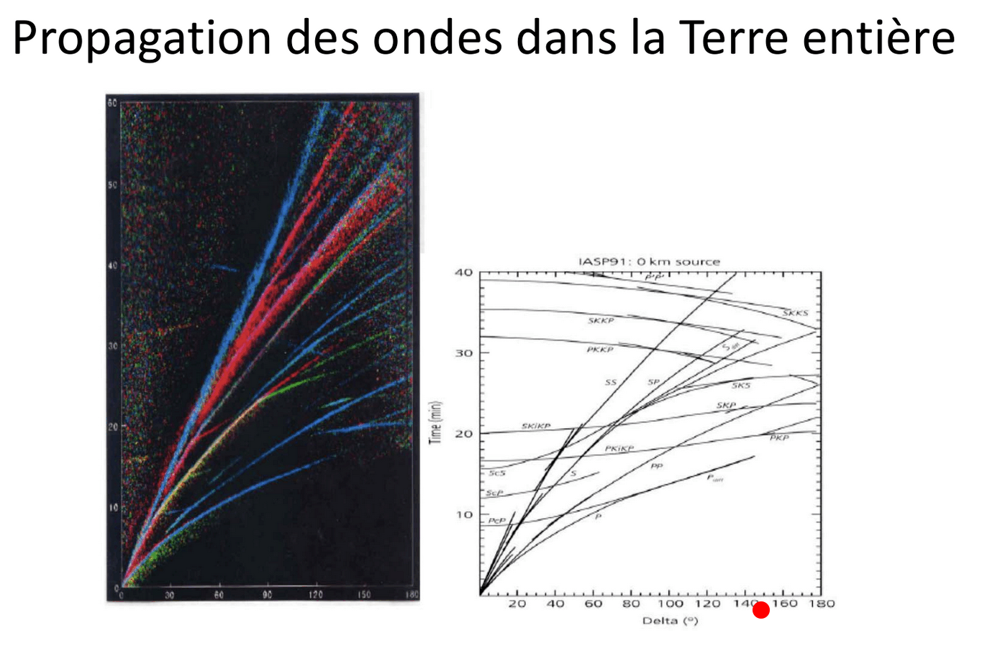 Propagation des ondes dans la Terre entière
60
50
40
30
20
10
0
0 30 60 90 120 150 180
IASP91: 0 km source
40
30
20
10
Time (min)
P'P'
SKKS
SKKP
Sdiff
PKKP
SS
SP
SKS
SKP
SKiKP
PKP
PKiKP
PP
ScS
S
Pdiff
ScP
PcP
P
20 40 60 80 100 120 140 160 180
Delta (°)